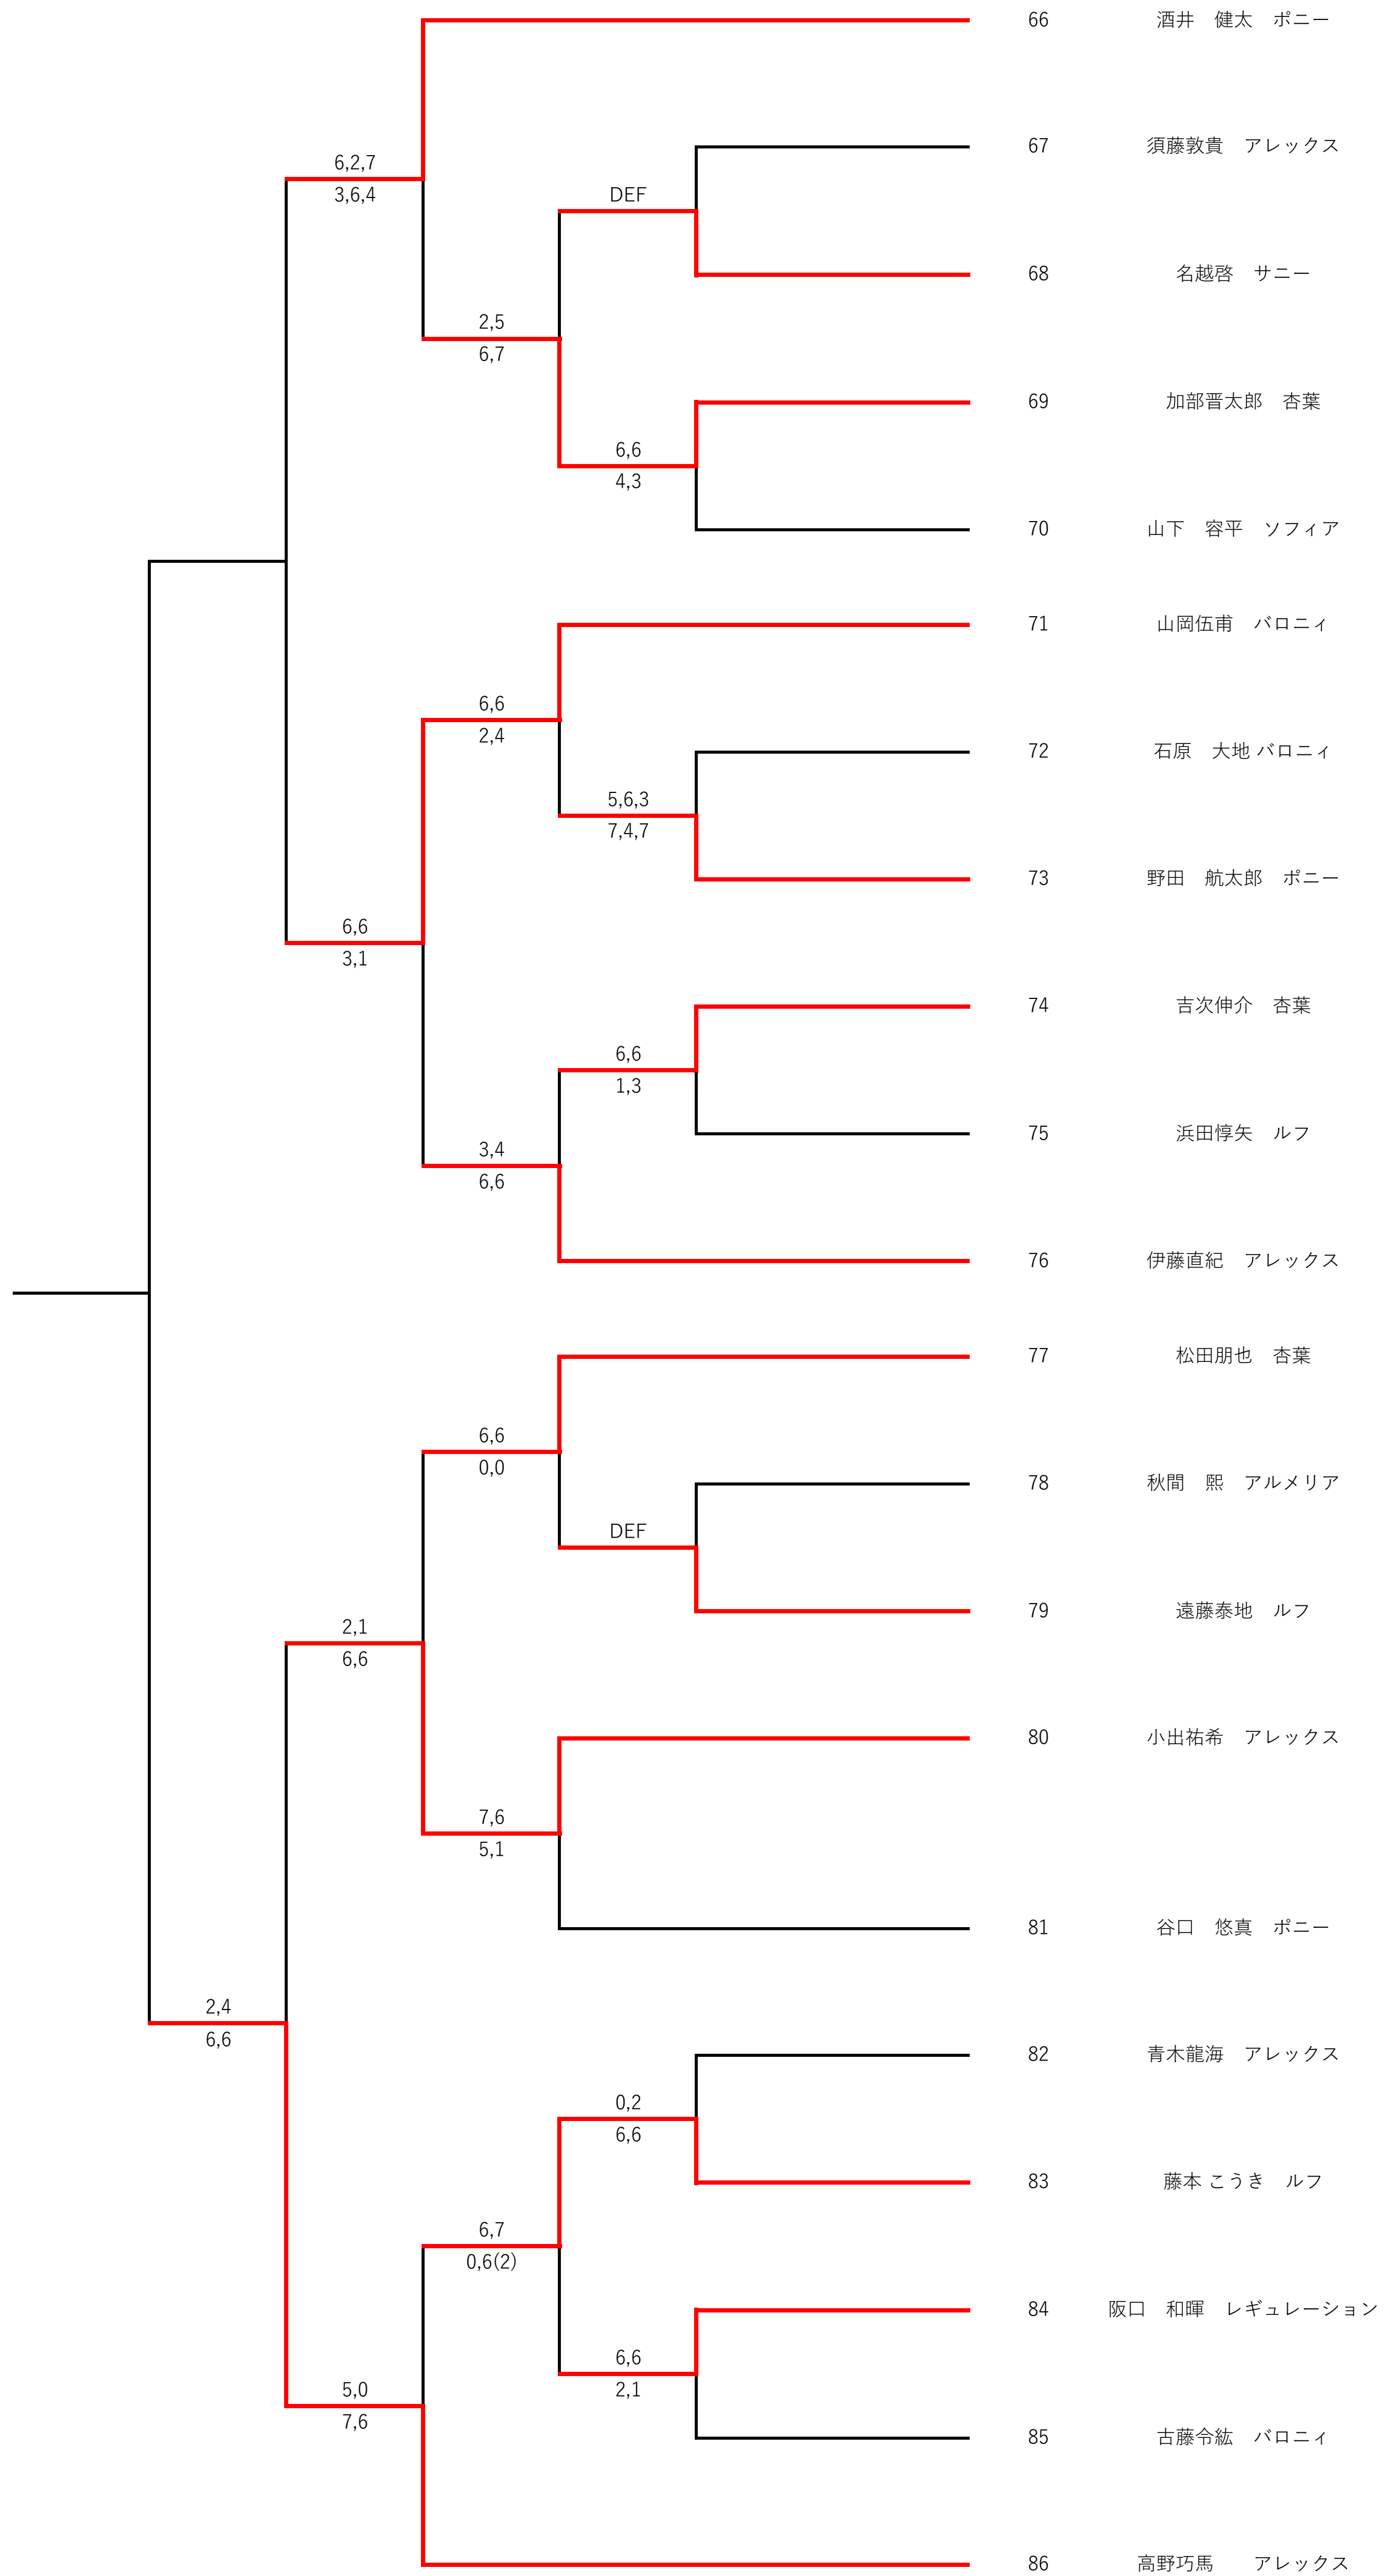 66 酒井　健太　ポニー
6,2,7
3,6,4
67 須藤敦貴　アレックス
DEF
68 名越啓　サニー
2,5
6,7
69 加部晋太郎　杏葉
6,6
4,3
70 山下　容平　ソフィア
71 山岡伍甫　バロニィ
6,6
2,4
72 石原　大地 バロニィ
5,6,3
7,4,7
73 野田　航太郎　ポニー
6,6
3,1
74 吉次伸介　杏葉
6,6
1,3
75 浜田惇矢　ルフ
3,4
6,6
76 伊藤直紀　アレックス
77 松田朋也　杏葉
6,6
0,0
78 秋間　熙　アルメリア
DEF
79 遠藤泰地　ルフ
2,1
6,6
80 小出祐希　アレックス
7,6
5,1
81 谷口　悠真　ポニー
2,4
6,6
82 青木龍海　アレックス
0,2
6,6
83 藤本 こうき　ルフ
6,7
0,6(2)
84 阪口　和暉　レギュレーション
6,6
2,1
5,0
7,6
85 古藤令紘　バロニィ
86 高野巧馬　　アレックス